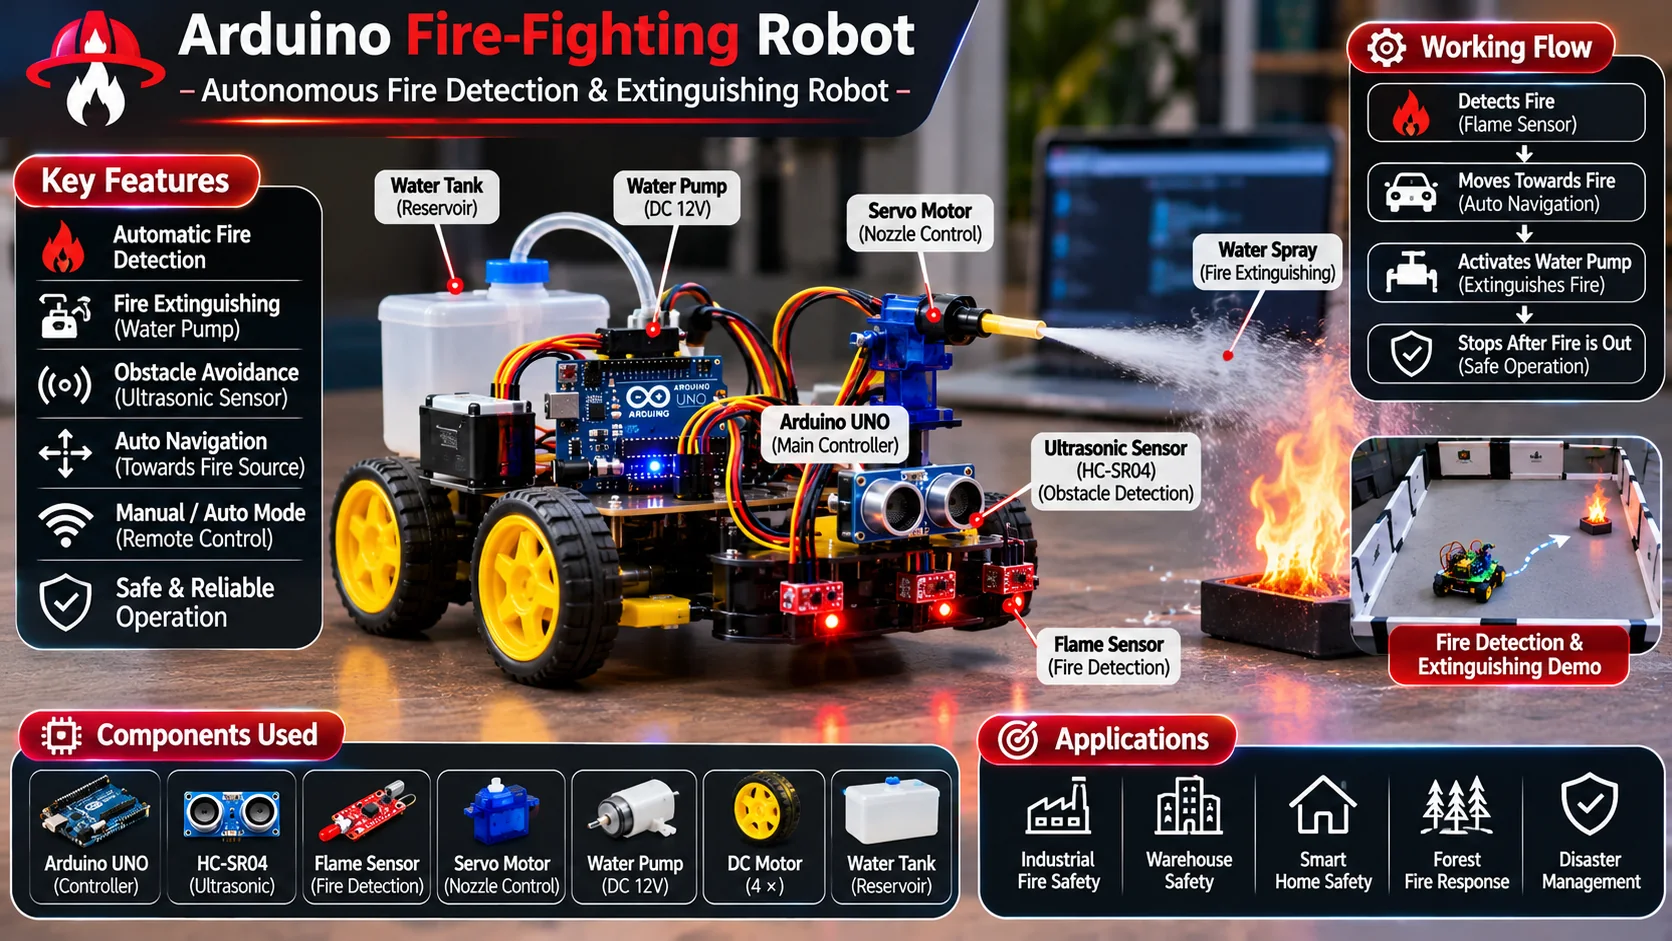 Arduino Fire-Fighting Robot
– Autonomous Fire Detection & Extinguishing Robot –
Key Features
Automatic Fire
Detection
Fire Extinguishing
(Water Pump)
Obstacle Avoidance
(Ultrasonic Sensor)
Auto Navigation
(Towards Fire Source)
Manual / Auto Mode
(Remote Control)
Safe & Reliable
Operation
Water Tank
(Reservoir)
Water Pump
(DC 12V)
Servo Motor
(Nozzle Control)
Water Spray
(Fire Extinguishing)
ARDUINO
ARDUINO
UNO
Arduino UNO
(Main Controller)
Ultrasonic Sensor
(HC-SR04)
(Obstacle Detection)
Flame Sensor
(Fire Detection)
Working Flow
Detects Fire
(Flame Sensor)
Moves Towards Fire
(Auto Navigation)
Activates Water Pump
(Extinguishes Fire)
Stops After Fire is Out
(Safe Operation)
Fire Detection &
Extinguishing Demo
Components Used
Arduino UNO
(Controller)
HC-SR04
(Ultrasonic)
Flame Sensor
(Fire Detection)
Servo Motor
(Nozzle Control)
Water Pump
(DC 12V)
DC Motor
(4 ×)
Water Tank
(Reservoir)
Applications
Industrial
Fire Safety
Warehouse
Safety
Smart
Home Safety
Forest
Fire Response
Disaster
Management